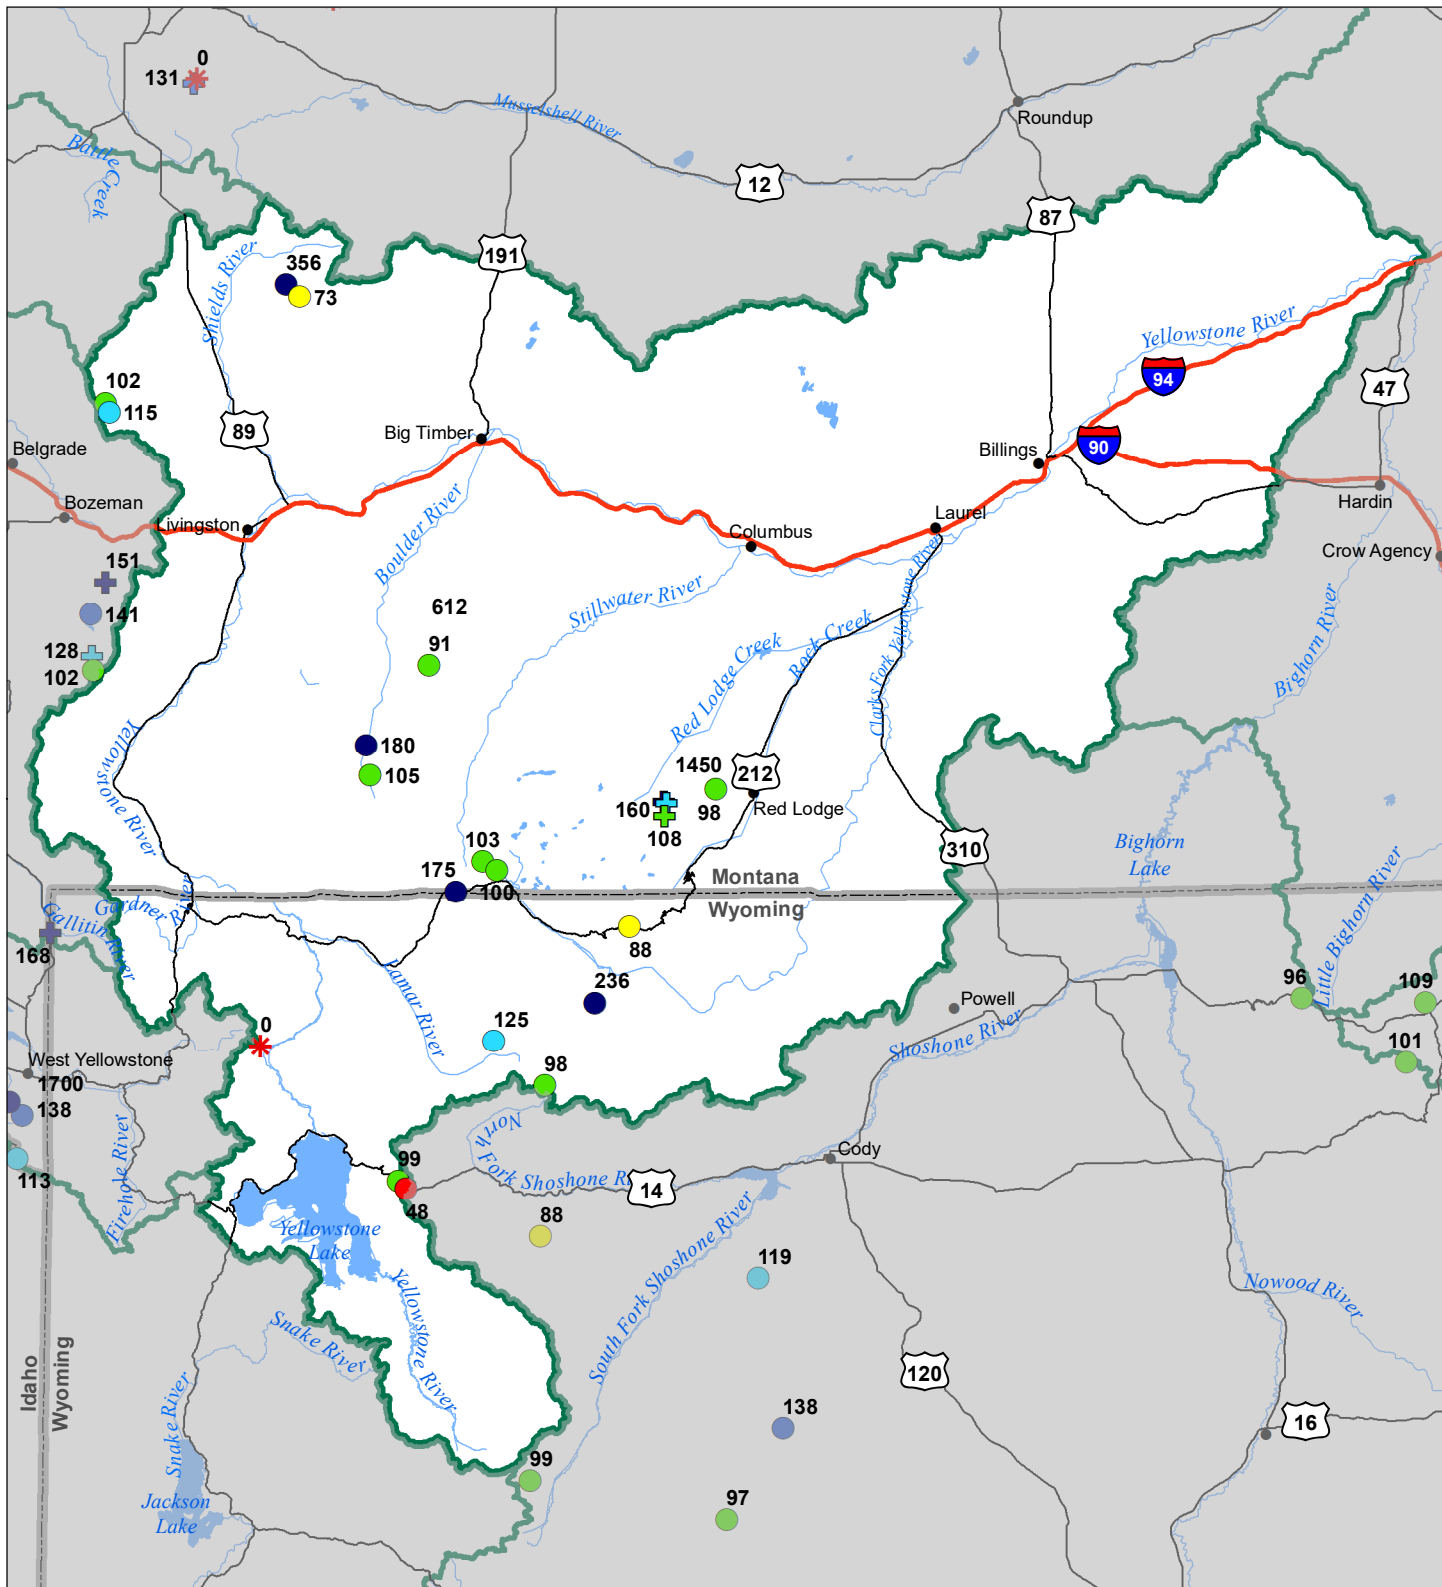 0
131
Musselshell River
Roundup
Battle Creek
12
87
191
Shields River
356
73
Yellowstone River
94
47
102
115
89
Big Timber
Belgrade
Billings
90
Bozeman
Hardin
Livingston
Laurel
Columbus
Crow Agency
151
141
Boulder River
Stillwater River
612
91
128
102
Red Lodge Creek
Rock Creek
Clarks Fork Yellowstone River
Bighorn River
Yellowstone River
180
105
1450
212
98
Red Lodge
160
108
103
175
100
310
Bighorn
Lake
Montana
Wyoming
Gardner River
Gallitin River
168
88
Little Bighorn River
236
Lamar River
125
96
109
Powell
Shoshone River
0
101
West Yellowstone
1700
138
98
North
Fork Shoshone R
Firehole River
113
99
48
14
Cody
88
Yellowstone
Lake
119
South Fork Shoshone River
Nowood River
Yellowstone River
Snake River
Idaho
Wyoming
120
Snake River
138
16
99
97
Jackson
Lake